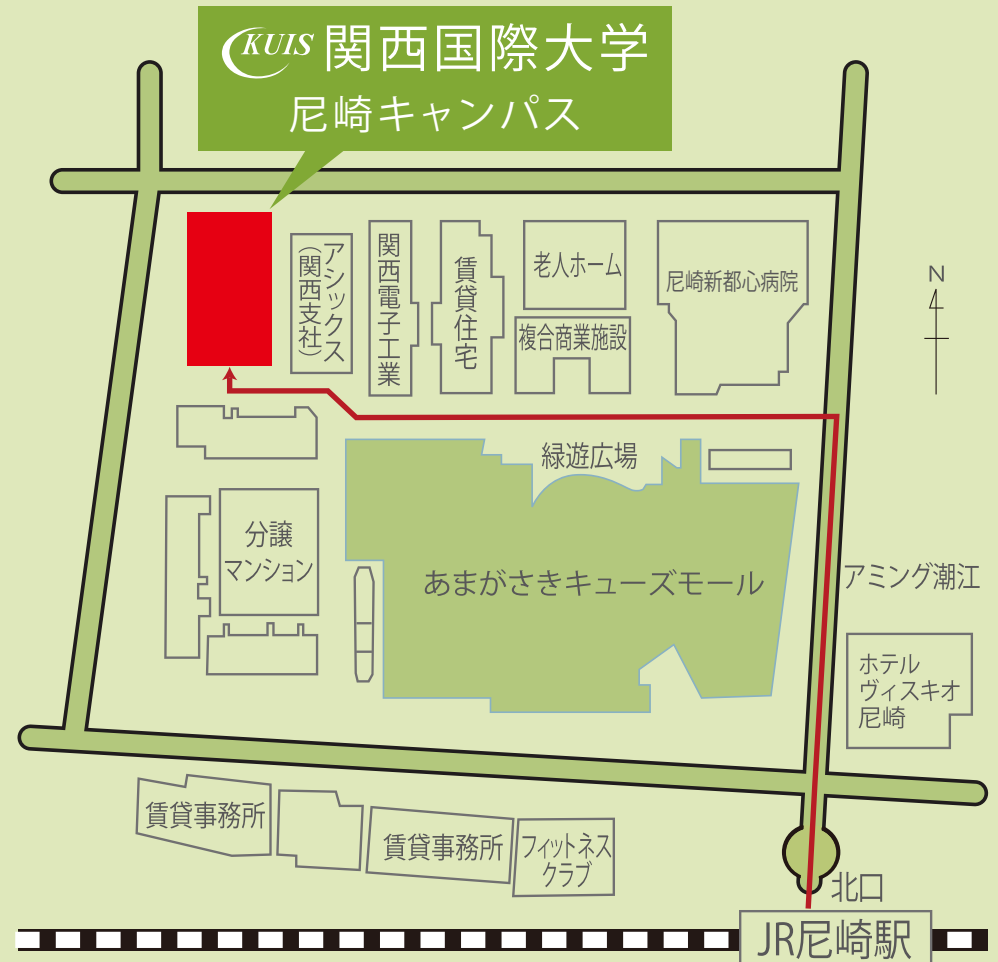 KUIS 関西国際大学
尼崎キャンパス
アシックス
（関西支社）
関西電子工業
賃貸住宅
老人ホーム
複合商業施設
尼崎新都心病院
N
緑遊広場
分譲
マンション
あまがさきキューズモール
アミング潮江
ホテル
ヴィスキオ
尼崎
賃貸事務所
賃貸事務所
フィットネス
クラブ
北口
JR尼崎駅